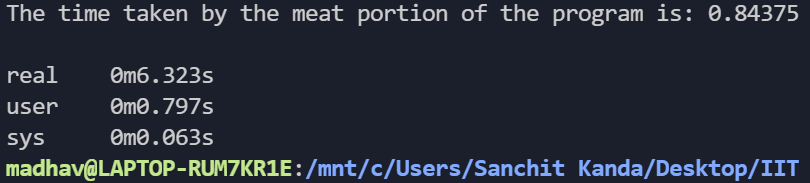 The time taken by the meat portion of the program is: 0.84375
real    0m6.323s
user    0m0.797s
sys     0m0.063s
madhav@LAPTOP-RUM7KR1E:/mnt/c/Users/Sanchit Kanda/Desktop/IIT